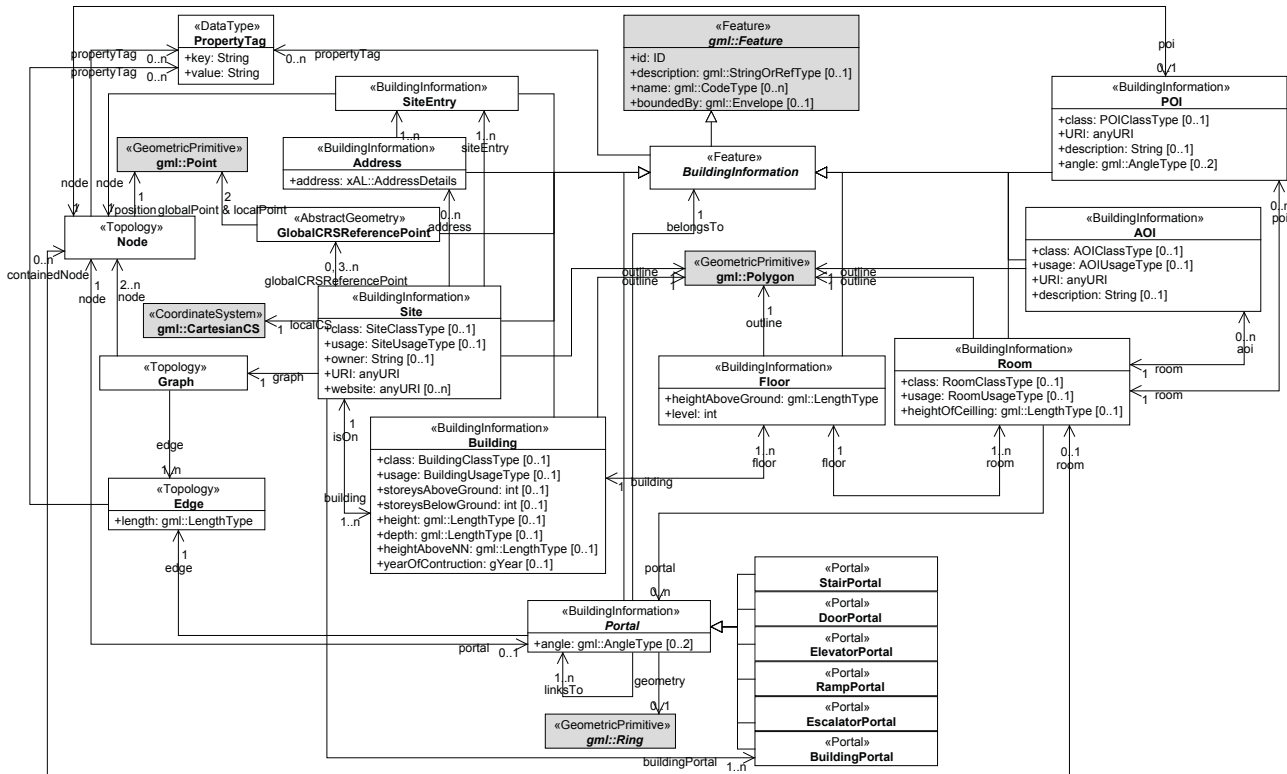 «DataType»
PropertyTag
+key: String
+value: String
propertyTag
0..n
propertyTag
0..n
propertyTag
0..n
«Feature»
gml::Feature
+id: ID
+description: gml::StringOrRefType [0..1]
+name: gml::CodeType [0..n]
+boundedBy: gml::Envelope [0..1]
poi
0..1
«BuildingInformation»
POI
+class: POIClassType [0..1]
+URI: anyURI
+description: String [0..1]
+angle: gml::AngleType [0..2]
«BuildingInformation»
SiteEntry
1..n
1..n
siteEntry
«BuildingInformation»
Address
+address: xAL::AddressDetails
«GeometricPrimitive»
gml::Point
«Feature»
BuildingInformation
node
node
1
2
1
position
globalPoint & localPoint
«Topology»
Node
«AbstractGeometry»
GlobalCRSReferencePoint
0..n
address
1
belongsTo
0..n
poi
«BuildingInformation»
AOI
+class: AOIClassType [0..1]
+usage: AOIUsageType [0..1]
+URI: anyURI
+description: String [0..1]
0..n
containedNode
1
node
2..n
node
0, 3..n
globalCRSReferencePoint
«GeometricPrimitive»
gml::Polygon
outline
1
outline
1
outline
1
outline
1
1
outline
«CoordinateSystem»
gml::CartesianCS
localCS
1
«BuildingInformation»
Site
+class: SiteClassType [0..1]
+usage: SiteUsageType [0..1]
+owner: String [0..1]
+URI: anyURI
+website: anyURI [0..n]
«Topology»
Graph
1
graph
«BuildingInformation»
Floor
+heightAboveGround: gml::LengthType
+level: int
«BuildingInformation»
Room
+class: RoomClassType [0..1]
+usage: RoomUsageType [0..1]
+heightOfCeilling: gml::LengthType [0..1]
0..n
aoi
1
room
1
room
1
isOn
building
1..n
«BuildingInformation»
Building
+class: BuildingClassType [0..1]
+usage: BuildingUsageType [0..1]
+storeysAboveGround: int [0..1]
+storeysBelowGround: int [0..1]
+height: gml::LengthType [0..1]
+depth: gml::LengthType [0..1]
+heightAboveNN: gml::LengthType [0..1]
+yearOfContruction: gYear [0..1]
1..n
floor
1
floor
1..n
room
0..1
room
1
building
edge
1..n
«Topology»
Edge
+length: gml::LengthType
1
edge
portal
0..n
«BuildingInformation»
Portal
+angle: gml::AngleType [0..2]
portal
0..1
1..n
linksTo
geometry
0..1
«GeometricPrimitive»
gml::Ring
«Portal»
StairPortal
«Portal»
DoorPortal
«Portal»
ElevatorPortal
«Portal»
RampPortal
«Portal»
EscalatorPortal
«Portal»
BuildingPortal
buildingPortal
1..n